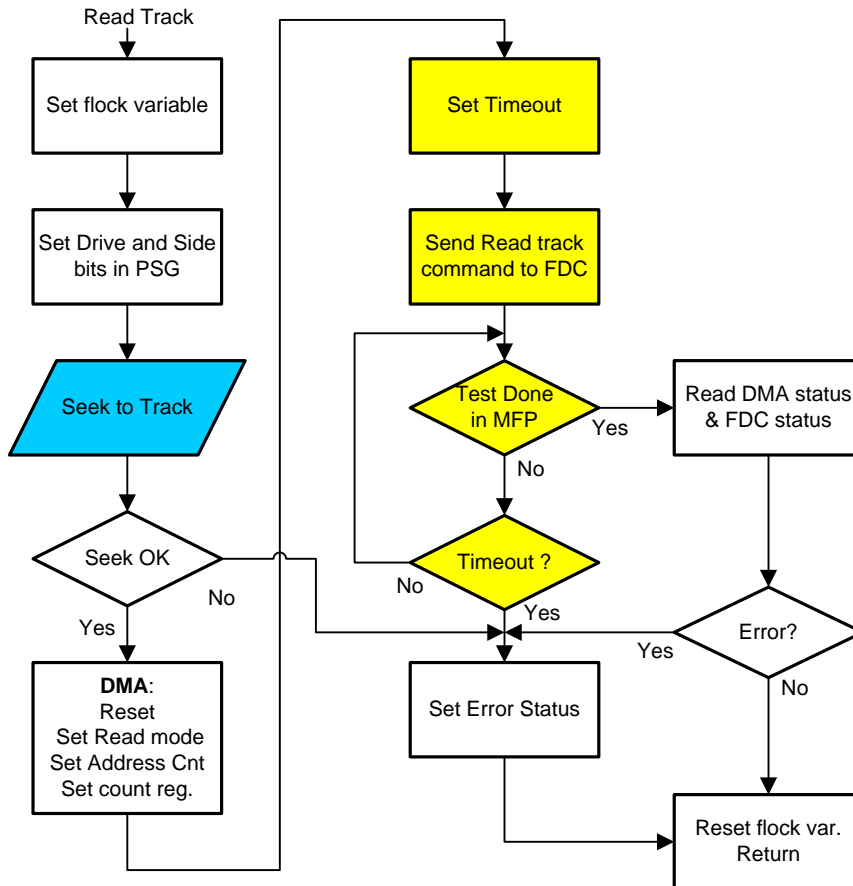 Read Track
Set flock variable
Set Drive and Side
bits in PSG
Seek to Track
Seek OK
No
Yes
DMA:
Reset
Set Read mode
Set Address Cnt
Set count reg.
Set Timeout
Send Read track
command to FDC
Test Done
in MFP
Yes
No
Timeout ?
No
Yes
Set Error Status
Read DMA status
& FDC status
Error?
Yes
No
Reset flock var.
Return